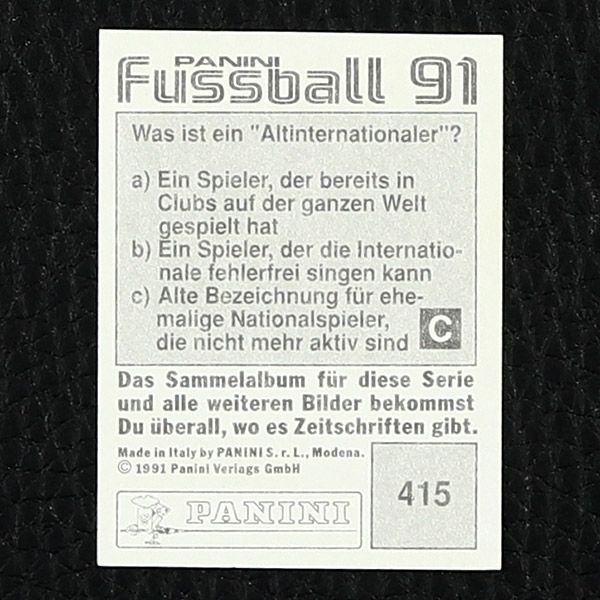 PANINI
Fussball 91
Was ist ein "Altinternationaler"?
a) Ein Spieler, der bereits in
Clubs auf der ganzen Welt
gespielt hat
b) Ein Spieler, der die Internatio-
nale fehlerfrei singen kann
c) Alte Bezeichnung für ehe-
malige Nationalspieler,
die nicht mehr aktiv sind
C
Das Sammelalbum für diese Serie
und alle weiteren Bilder bekommst
Du überall, wo es Zeitschriften gibt.
Made in Italy by PANINI S.r.L., Modena.
© 1991 Panini Verlags GmbH
415
PANINI